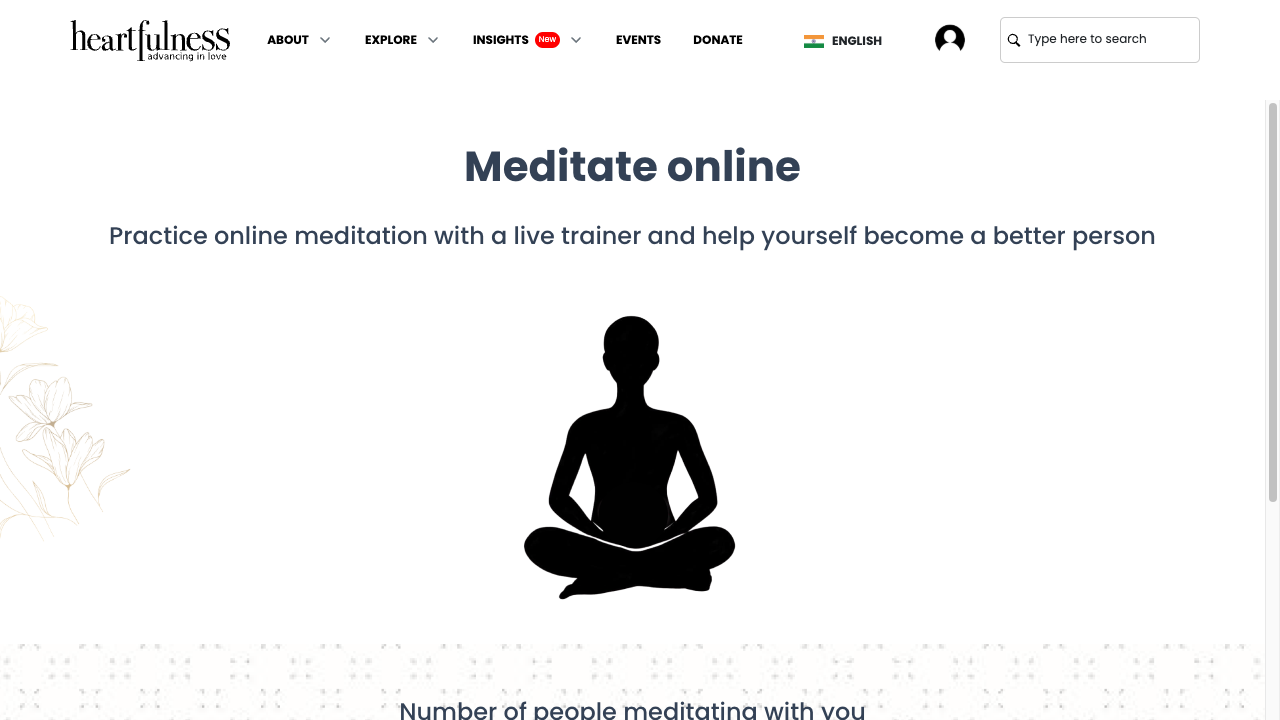 heartfulness
advancing in love
ABOUT
EXPLORE
INSIGHTS New
EVENTS
DONATE
ENGLISH
Type here to search
Meditate online
Practice online meditation with a live trainer and help yourself become a better person
Number of people meditating with you